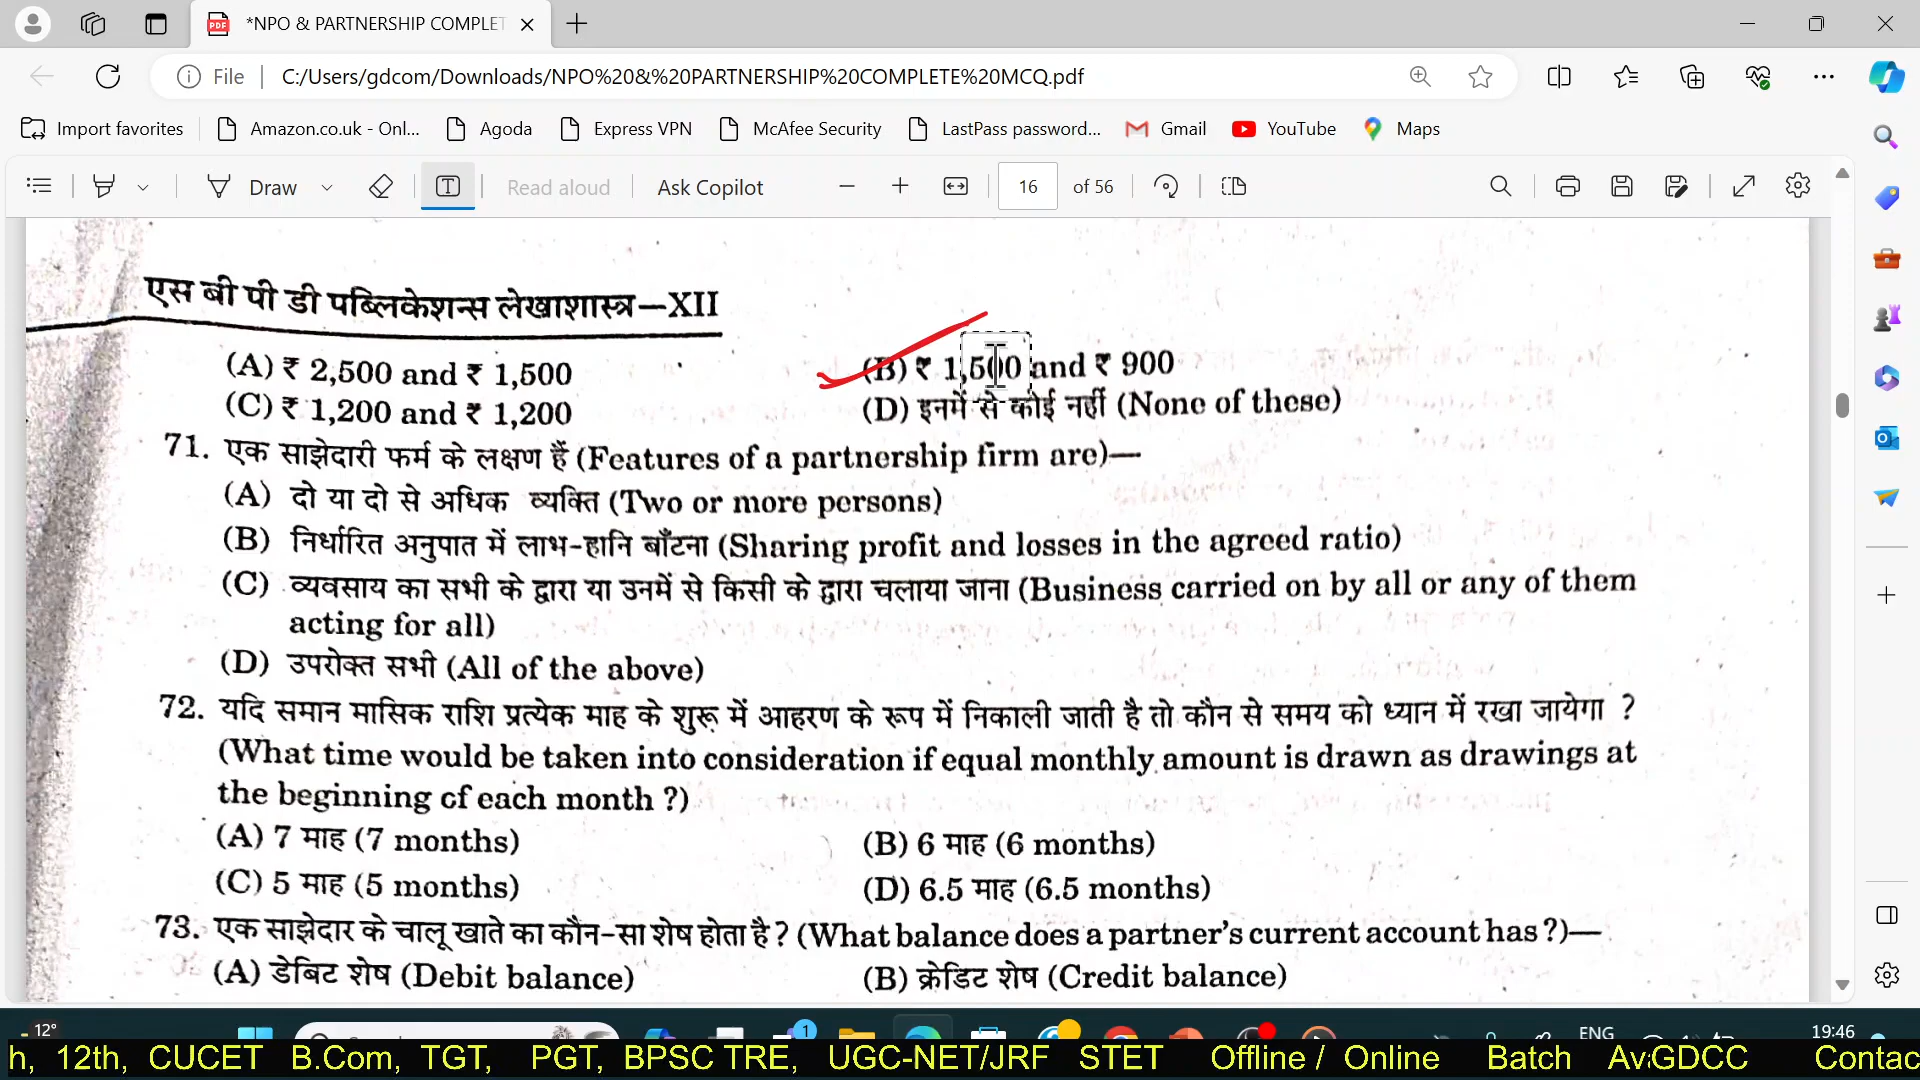 *NPO & PARTNERSHIP COMPLET
File
C:/Users/gdcom/Downloads/NPO%20&%20PARTNERSHIP%20COMPLETE%20MCQ.pdf
Import favorites
Amazon.co.uk - Onl...
Agoda
Express VPN
McAfee Security
LastPass password...
Gmail
YouTube
Maps
Draw
Read aloud
Ask Copilot
16 of 56
एस बी पी डी पब्लिकेशन्स लेखाशास्त्र—XII
(A) ₹ 2,500 and ₹ 1,500 (B) ₹ 1,500 and ₹ 900
(C) ₹ 1,200 and ₹ 1,200 (D) इनमें से कोई नहीं (None of these)
71. एक साझेदारी फर्म के लक्षण हैं (Features of a partnership firm are)—
(A) दो या दो से अधिक व्यक्ति (Two or more persons)
(B) निर्धारित अनुपात में लाभ-हानि बाँटना (Sharing profit and losses in the agreed ratio)
(C) व्यवसाय का सभी के द्वारा या उनमें से किसी के द्वारा चलाया जाना (Business carried on by all or any of them
acting for all)
(D) उपरोक्त सभी (All of the above)
72. यदि समान मासिक राशि प्रत्येक माह के शुरू में आहरण के रूप में निकाली जाती है तो कौन से समय को ध्यान में रखा जायेगा ?
(What time would be taken into consideration if equal monthly amount is drawn as drawings at
the beginning of each month ?)
(A) 7 माह (7 months) (B) 6 माह (6 months)
(C) 5 माह (5 months) (D) 6.5 माह (6.5 months)
73. एक साझेदार के चालू खाते का कौन-सा शेष होता है ? (What balance does a partner's current account has ?)—
(A) डेबिट शेष (Debit balance) (B) क्रेडिट शेष (Credit balance)
12°
1
ENG
19:46
h, 12th, CUCET B.Com, TGT, PGT, BPSC TRE, UGC-NET/JRF STET Offline / Online Batch Av GDCC Contac